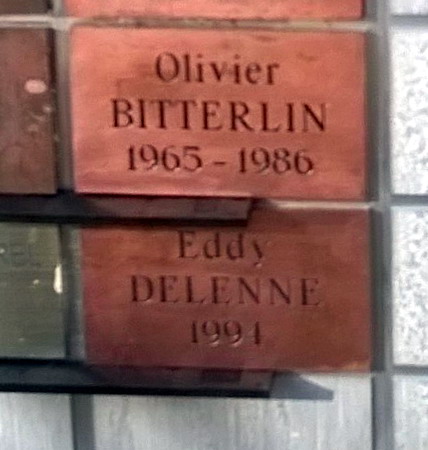 Olivier
BITTERLIN
1965 - 1986
Eddy
DELENNE
1994